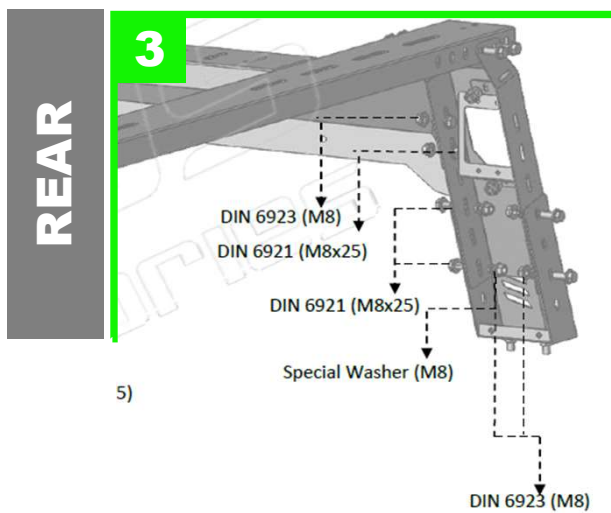 REAR
3
DIN 6923 (M8)
DIN 6921 (M8x25)
DIN 6921 (M8x25)
Special Washer (M8)
5)
DIN 6923 (M8)